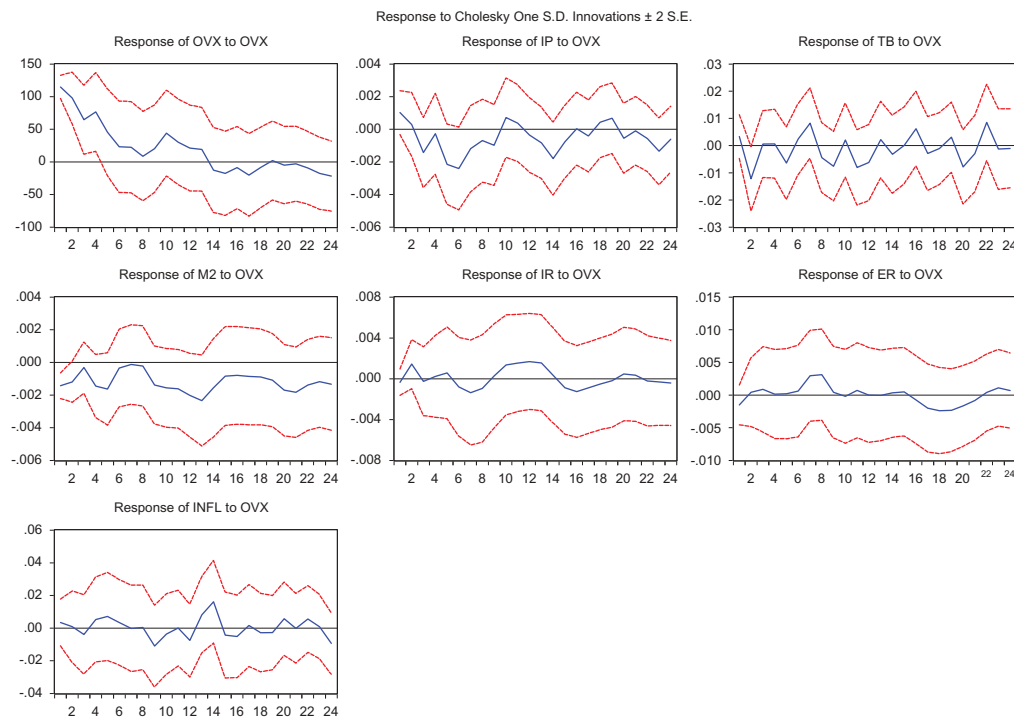 Response to Cholesky One S.D. Innovations ± 2 S.E.
Response of OVX to OVX
150
100
50
0
-50
-100
2 4 6 8 10 12 14 16 18 20 22 24
Response of IP to OVX
.004
.002
.000
-.002
-.004
-.006
2 4 6 8 10 12 14 16 18 20 22 24
Response of TB to OVX
.03
.02
.01
.00
-.01
-.02
-.03
2 4 6 8 10 12 14 16 18 20 22 24
Response of M2 to OVX
.004
.002
.000
-.002
-.004
-.006
2 4 6 8 10 12 14 16 18 20 22 24
Response of IR to OVX
.008
.004
.000
-.004
-.008
2 4 6 8 10 12 14 16 18 20 22 24
Response of ER to OVX
.015
.010
.005
.000
-.005
-.010
2 4 6 8 10 12 14 16 18 20 22 24
Response of INFL to OVX
.06
.04
.02
.00
-.02
-.04
2 4 6 8 10 12 14 16 18 20 22 24